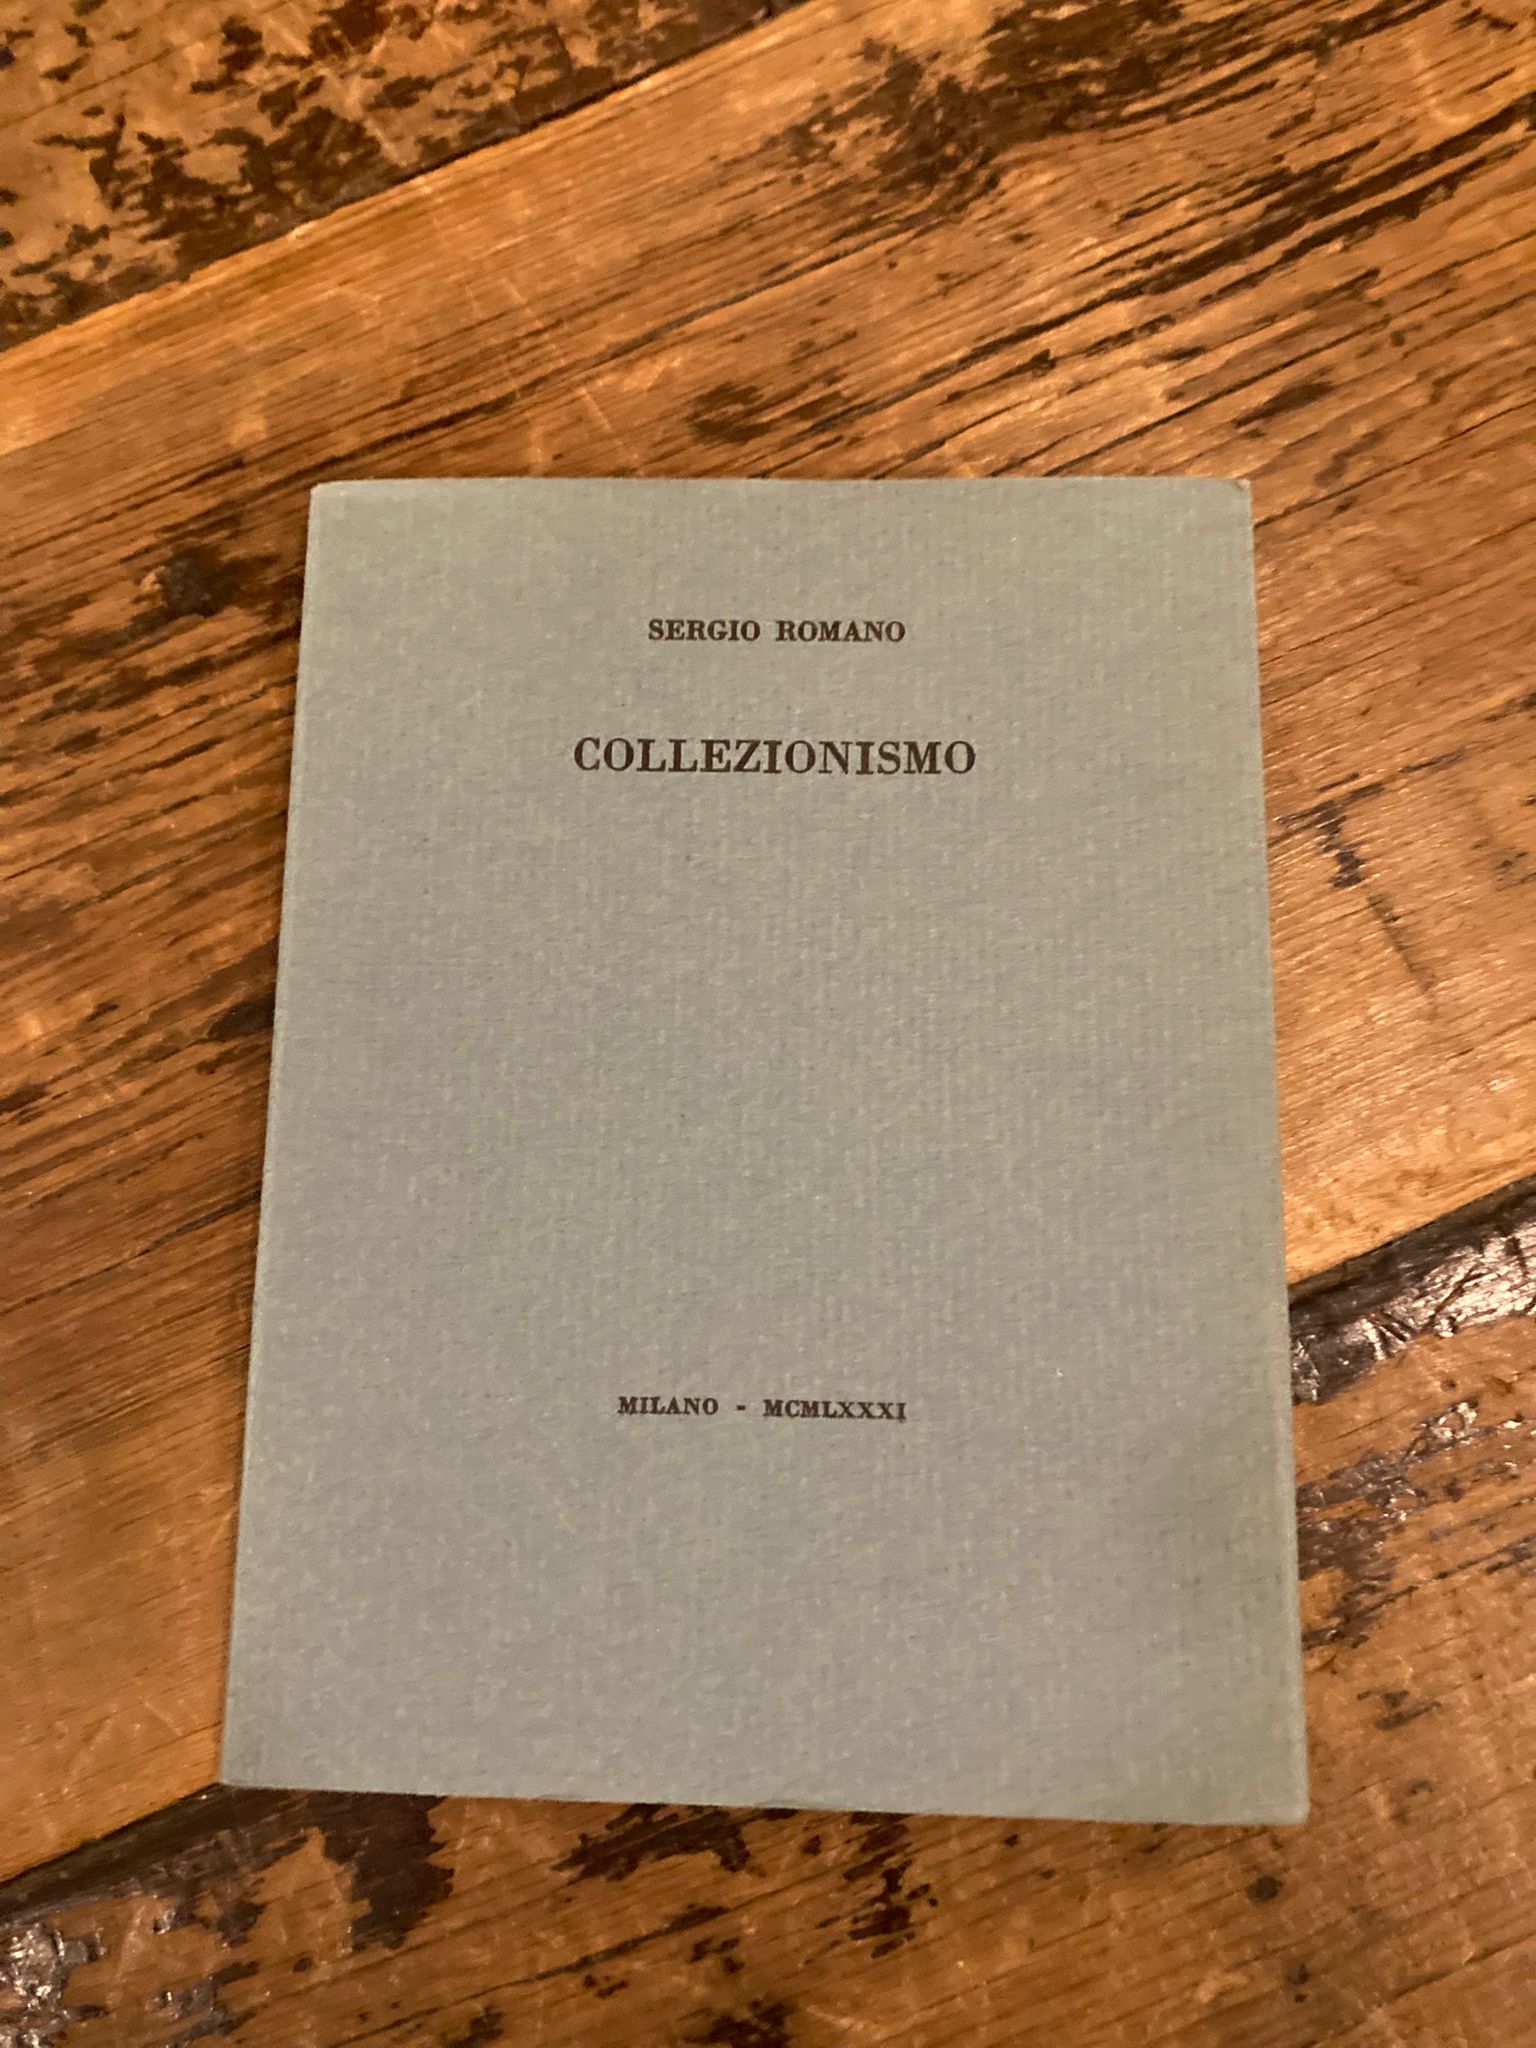 SERGIO ROMANO
COLLEZIONISMO
MILANO - MCMLXXXI